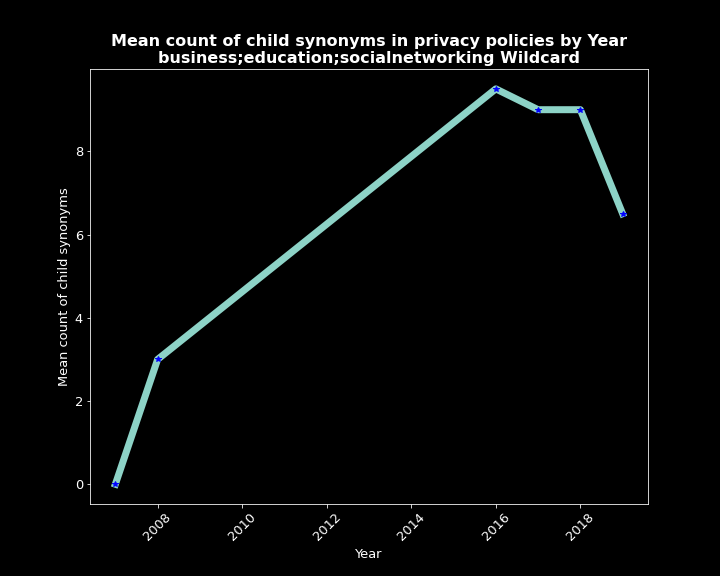 Mean count of child synonyms in privacy policies by Year
business;education;socialnetworking Wildcard
Mean count of child synonyms
8
6
4
2
0
2008
2010
2012
2014
2016
2018
Year